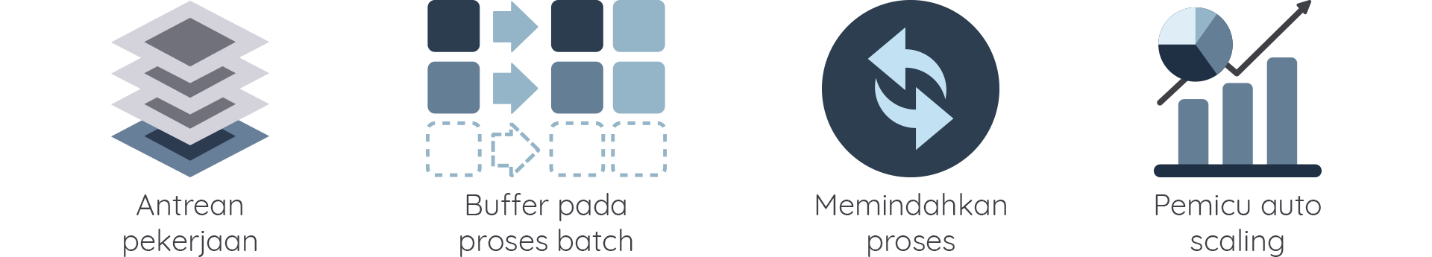 Antrean
pekerjaan
Buffer pada
proses batch
Memindahkan
proses
Pemicu auto
scaling